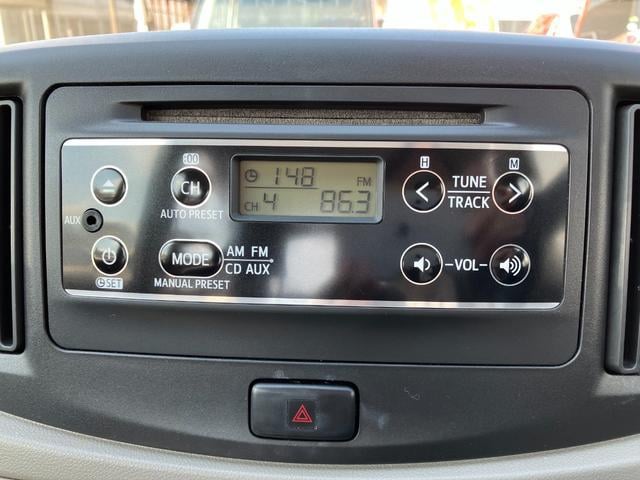 :00
H
M
CH
AUTO PRESET
1:48
FM
CH 4
86.3
TUNE
TRACK
AUX
SET
MODE
AM FM
CD AUX
MANUAL PRESET
-VOL-